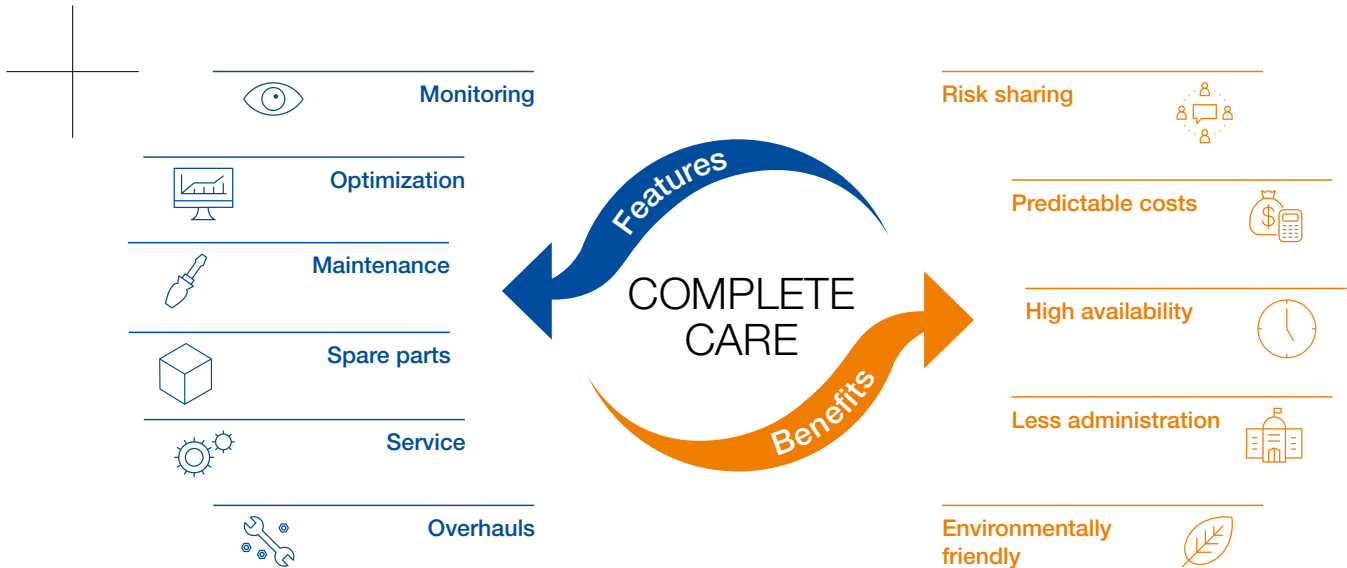 Monitoring
Optimization
Maintenance
Spare parts
Service
Overhauls
Features
COMPLETE
CARE
Benefits
Risk sharing
Predictable costs
$
High availability
Less administration
Environmentally
friendly